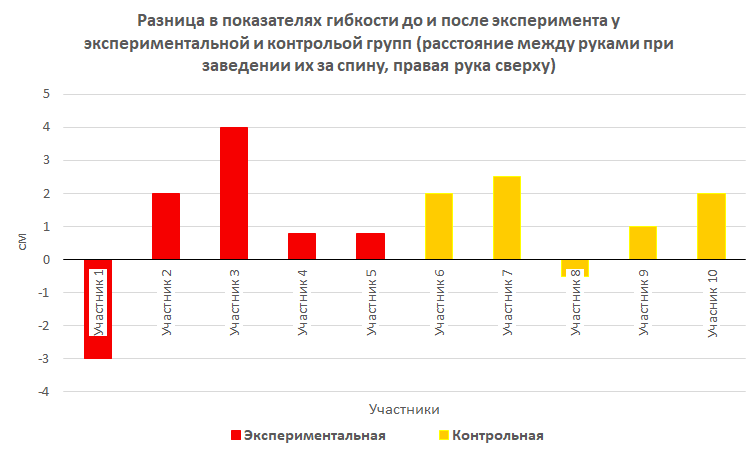 Разница в показателях гибкости до и после эксперимента у
экспериментальной и контрольой групп (расстояние между руками при
заведении их за спину, правая рука сверху)
5
4
3
2
1
0
-1
-2
-3
-4
см
Участник 1
Участник 2
Участник 3
Участник 4
Участник 5
Участник 6
Участник 7
Участник 8
Участник 9
Учасник 10
Участники
Экспериментальная
Контрольная